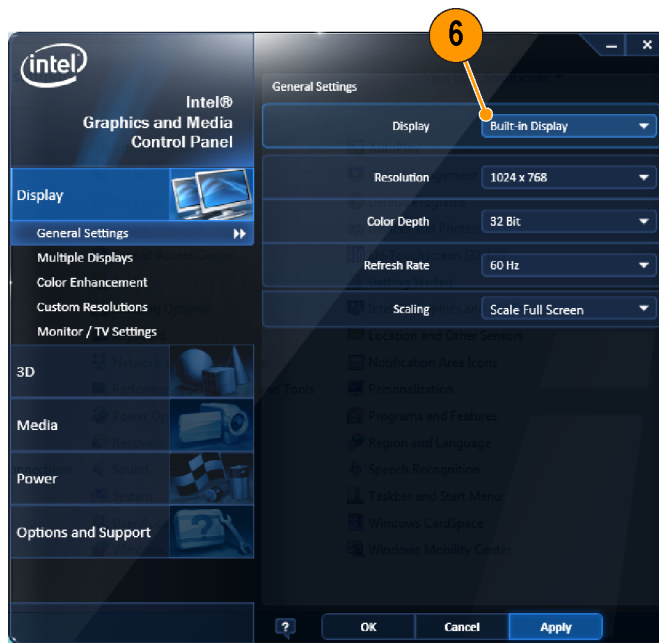 6
intel
Intel®
Graphics and Media
Control Panel
Display
General Settings
Multiple Displays
Color Enhancement
Custom Resolutions
Monitor / TV Settings
3D
Media
Power
Options and Support
General Settings
Display
Built-in Display
Resolution
1024 x 768
Color Depth
32 Bit
Refresh Rate
60 Hz
Scaling
Scale Full Screen
Location and Other Sensors
Notification Area Icons
Personalization
Programs and Features
Region and Language
Speech Recognition
Taskbar and Start Menu
Windows CardSpace
Windows Mobility Center
?
OK
Cancel
Apply